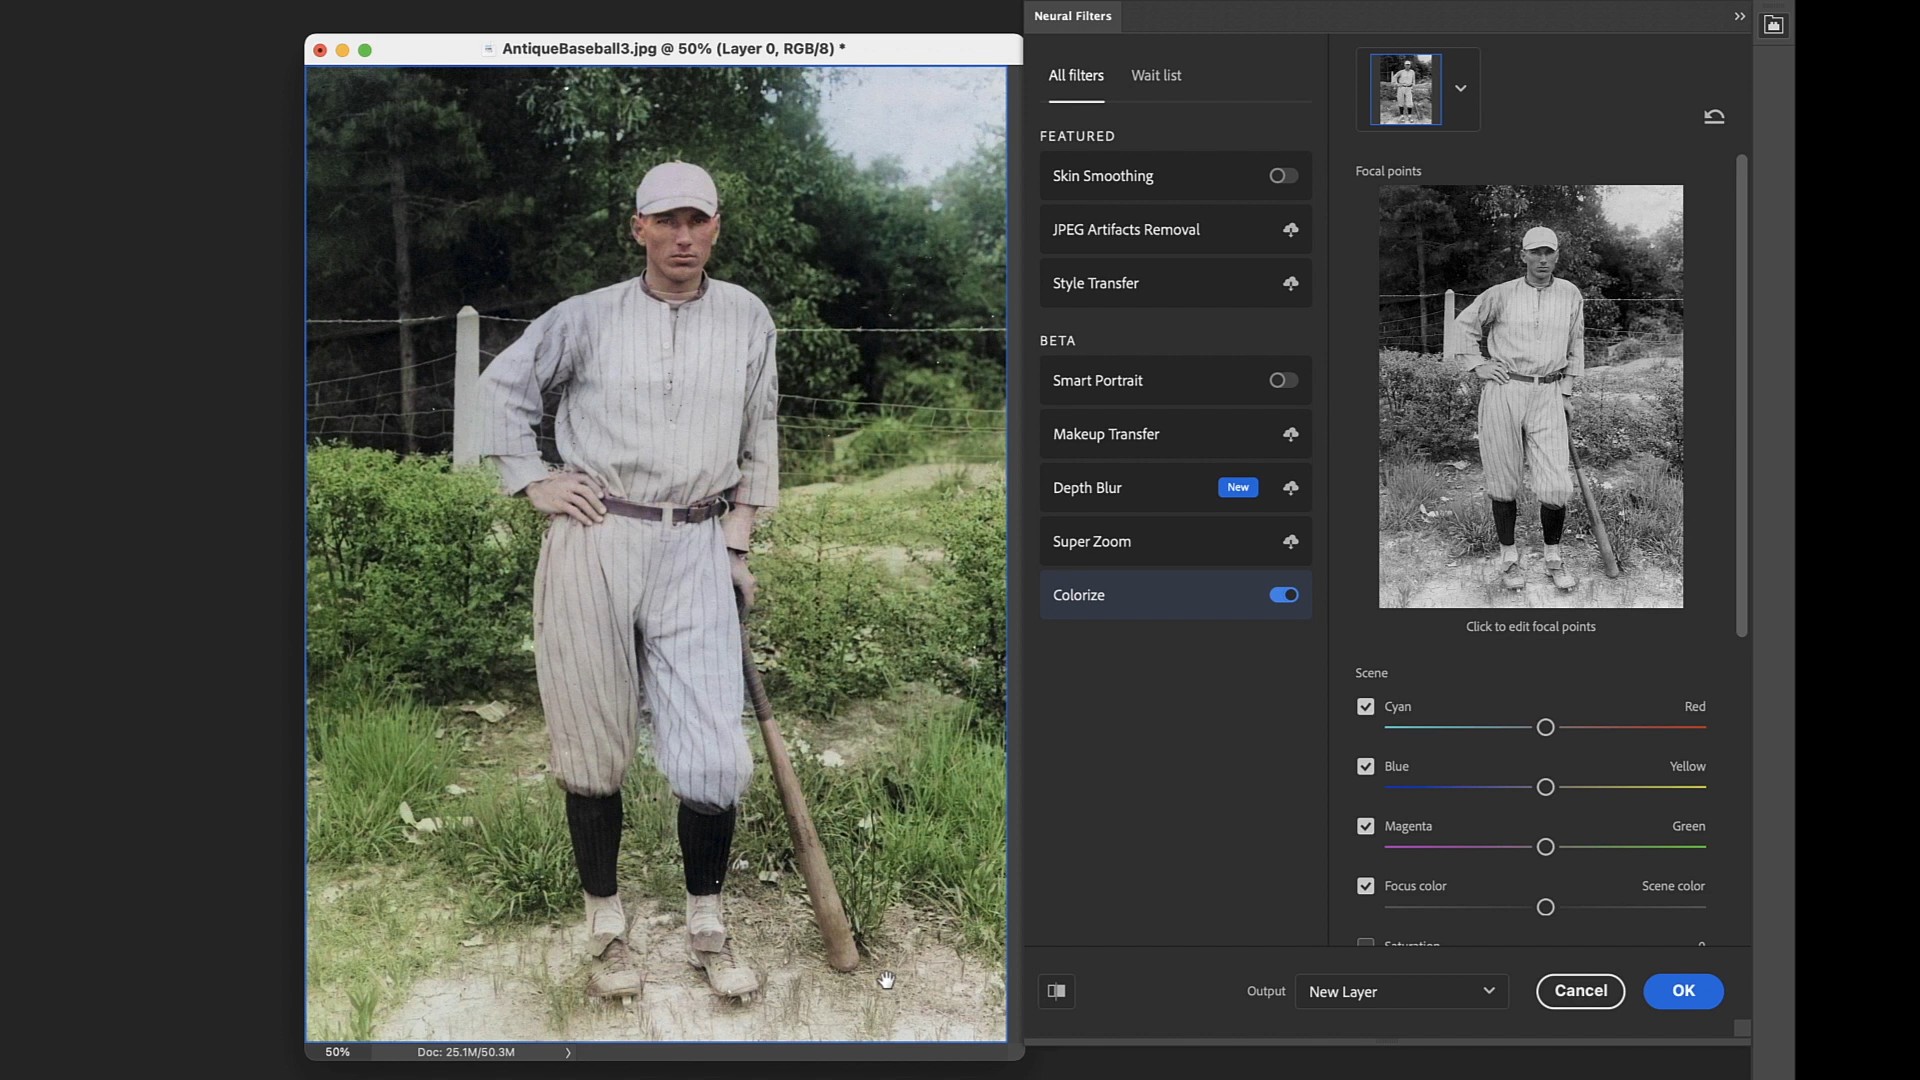 Neural Filters
AntiqueBaseball3.jpg @ 50% (Layer 0, RGB/8) *
All filters
Wait list
FEATURED
Skin Smoothing
JPEG Artifacts Removal
Style Transfer
BETA
Smart Portrait
Makeup Transfer
Depth Blur
New
Super Zoom
Colorize
Focal points
Click to edit focal points
Scene
Cyan
Red
Blue
Yellow
Magenta
Green
Focus color
Scene color
Saturation
0
Output
New Layer
Cancel
OK
50%
Doc: 25.1M/50.3M